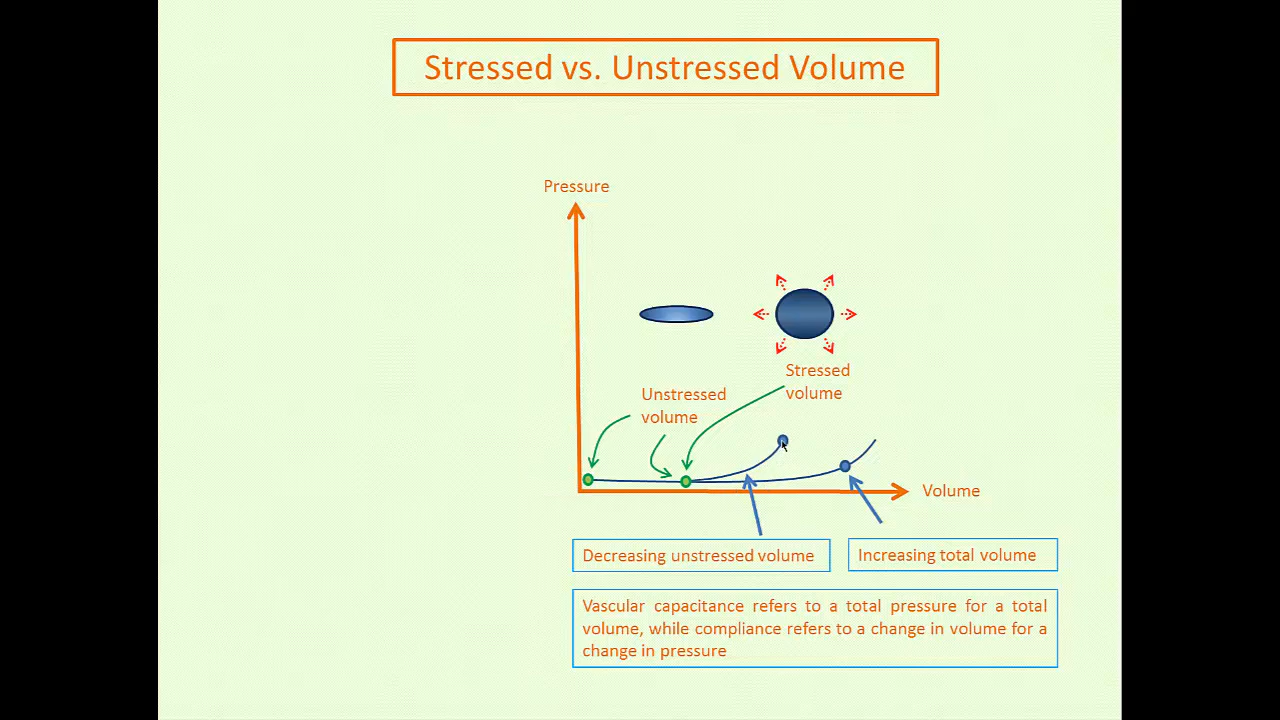 Stressed vs. Unstressed Volume
Pressure
Stressed
volume
Unstressed
volume
Volume
Decreasing unstressed volume
Increasing total volume
Vascular capacitance refers to a total pressure for a total
volume, while compliance refers to a change in volume for a
change in pressure